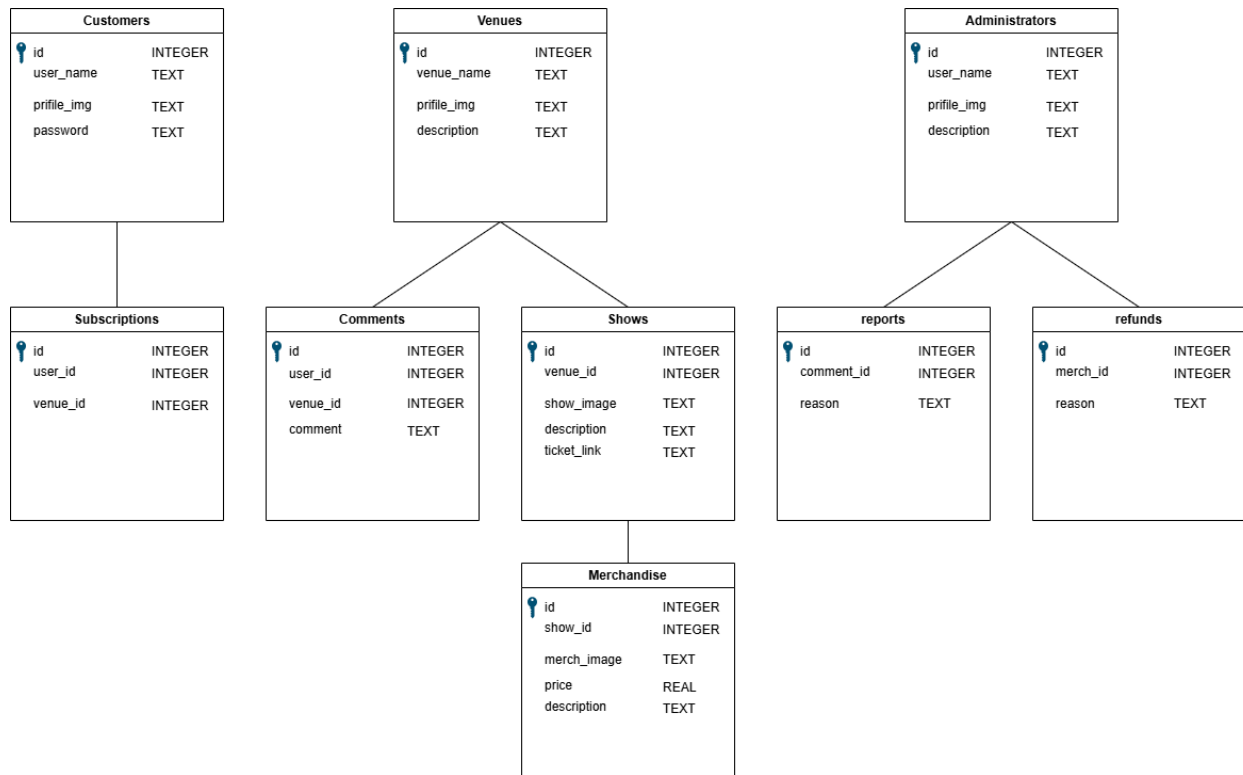 Customers
id INTEGER
user_name TEXT
prifile_img TEXT
password TEXT
Venues
id INTEGER
venue_name TEXT
prifile_img TEXT
description TEXT
Administrators
id INTEGER
user_name TEXT
prifile_img TEXT
description TEXT
Subscriptions
id INTEGER
user_id INTEGER
venue_id INTEGER
Comments
id INTEGER
user_id INTEGER
venue_id INTEGER
comment TEXT
Shows
id INTEGER
venue_id INTEGER
show_image TEXT
description TEXT
ticket_link TEXT
reports
id INTEGER
comment_id INTEGER
reason TEXT
refunds
id INTEGER
merch_id INTEGER
reason TEXT
Merchandise
id INTEGER
show_id INTEGER
merch_image TEXT
price REAL
description TEXT